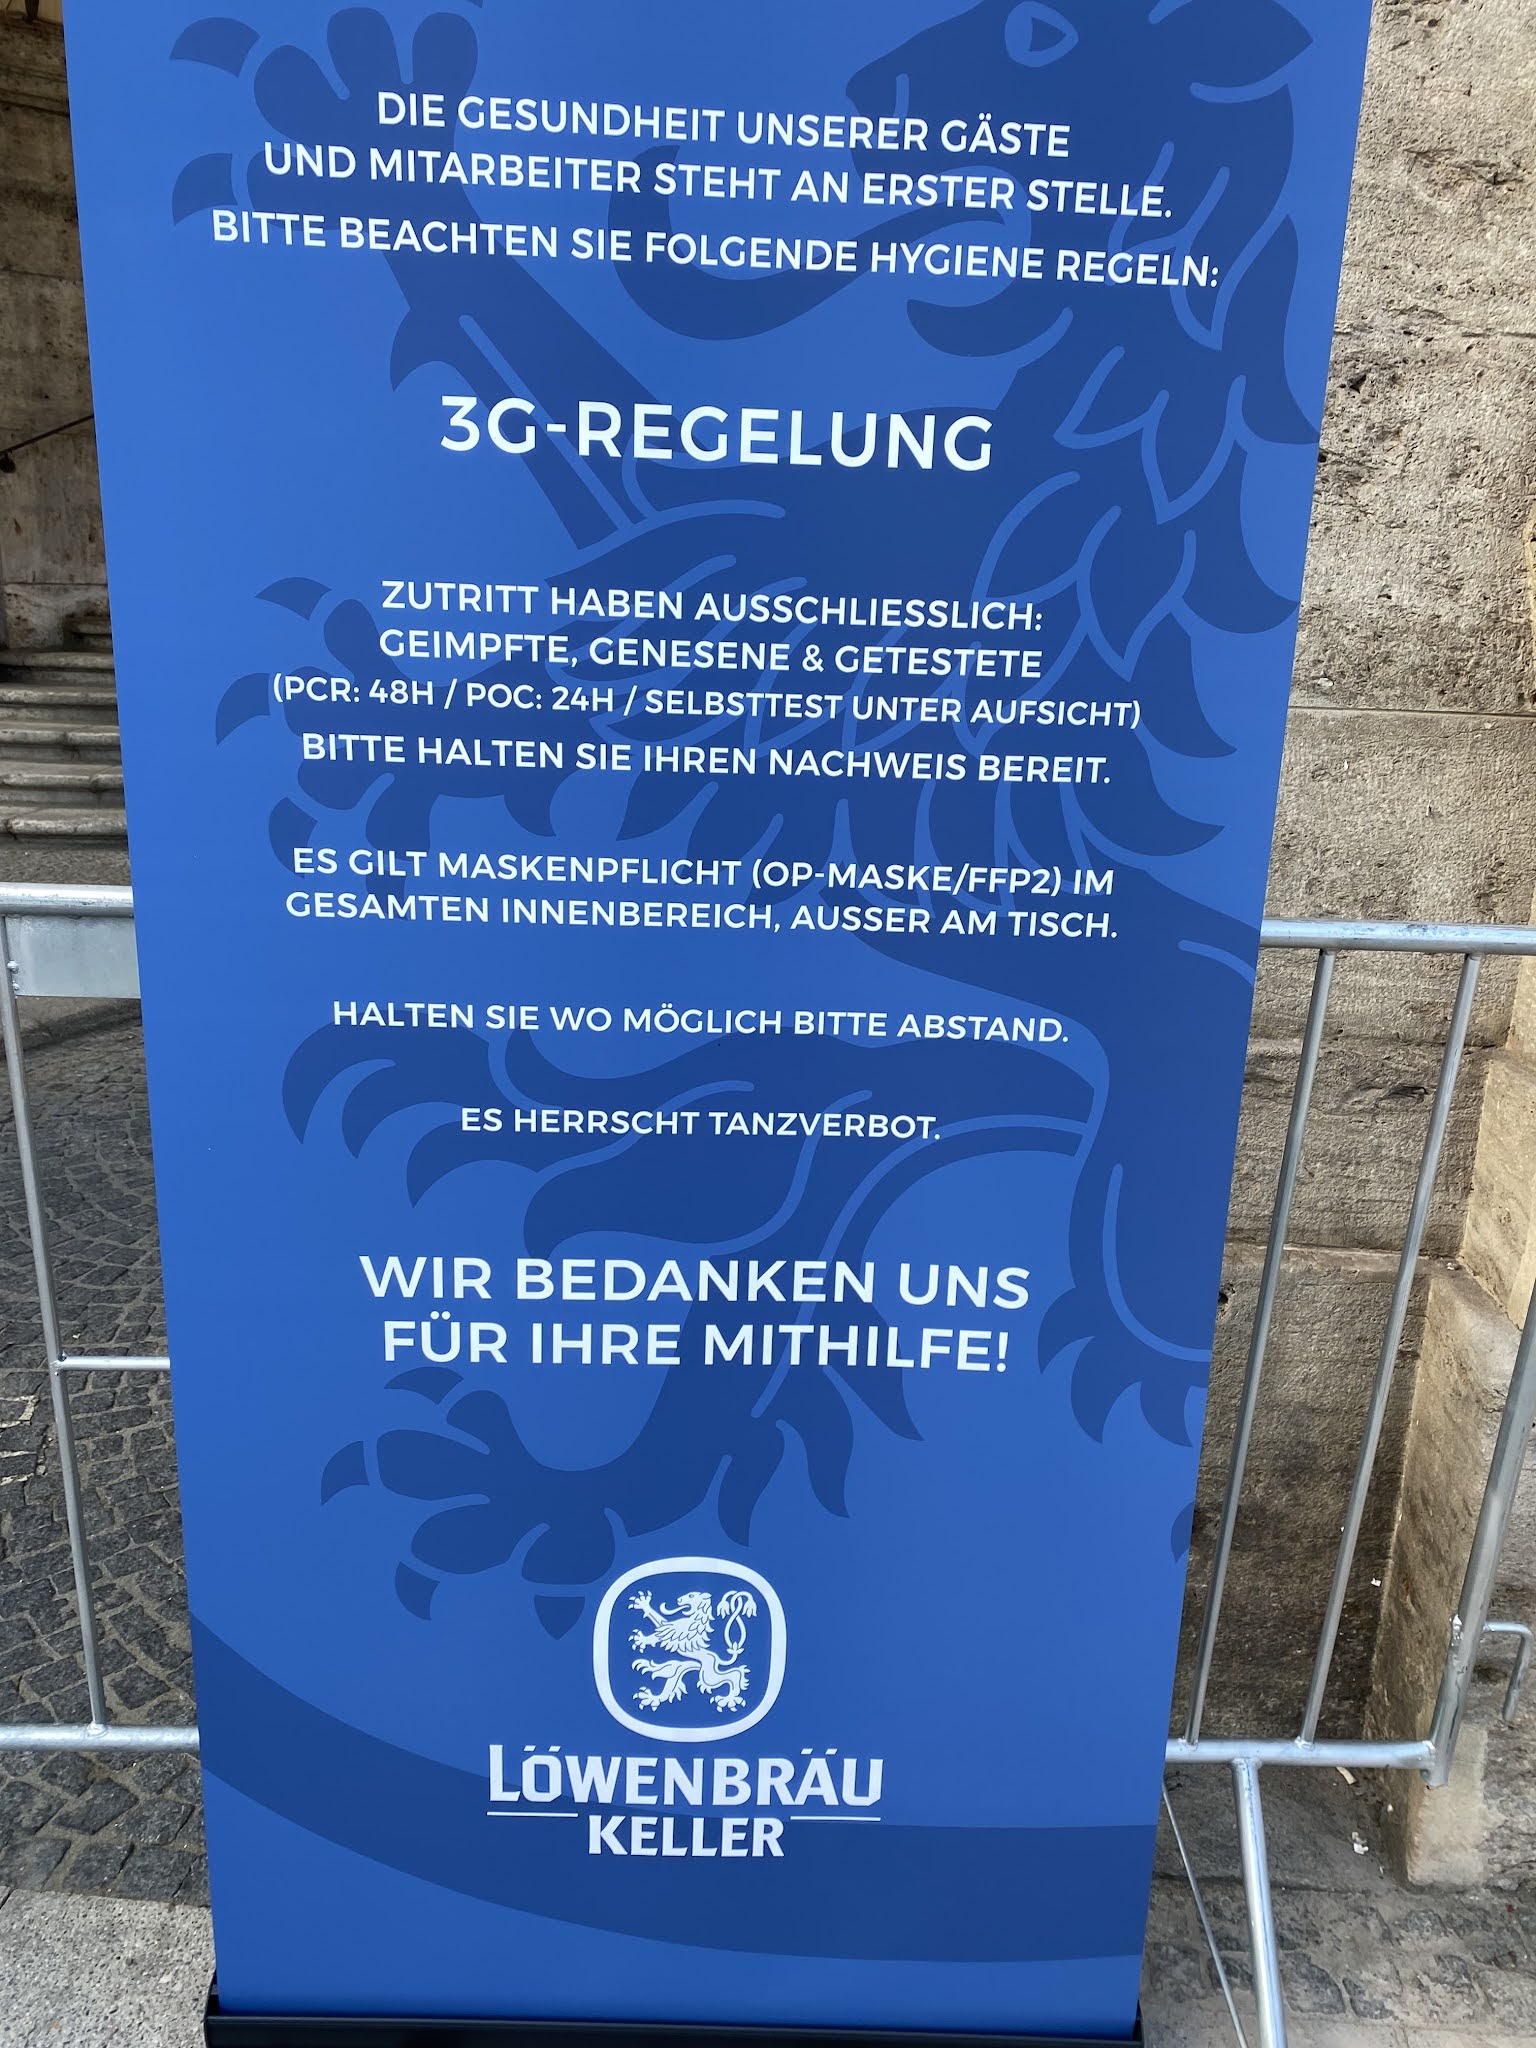 DIE GESUNDHEIT UNSERER GÄSTE
UND MITARBEITER STEHT AN ERSTER STELLE.
BITTE BEACHTEN SIE FOLGENDE HYGIENE REGELN:
3G-REGELUNG
ZUTRITT HABEN AUSSCHLIESSLICH:
GEIMPFTE, GENESENE & GETESTETE
(PCR: 48H / POC: 24H / SELBSTTEST UNTER AUFSICHT)
BITTE HALTEN SIE IHREN NACHWEIS BEREIT.
ES GILT MASKENPFLICHT (OP-MASKE/FFP2) IM
GESAMTEN INNENBEREICH, AUSSER AM TISCH.
HALTEN SIE WO MÖGLICH BITTE ABSTAND.
ES HERRSCHT TANZVERBOT.
WIR BEDANKEN UNS
FÜR IHRE MITHILFE!
LÖWENBRÄU
KELLER